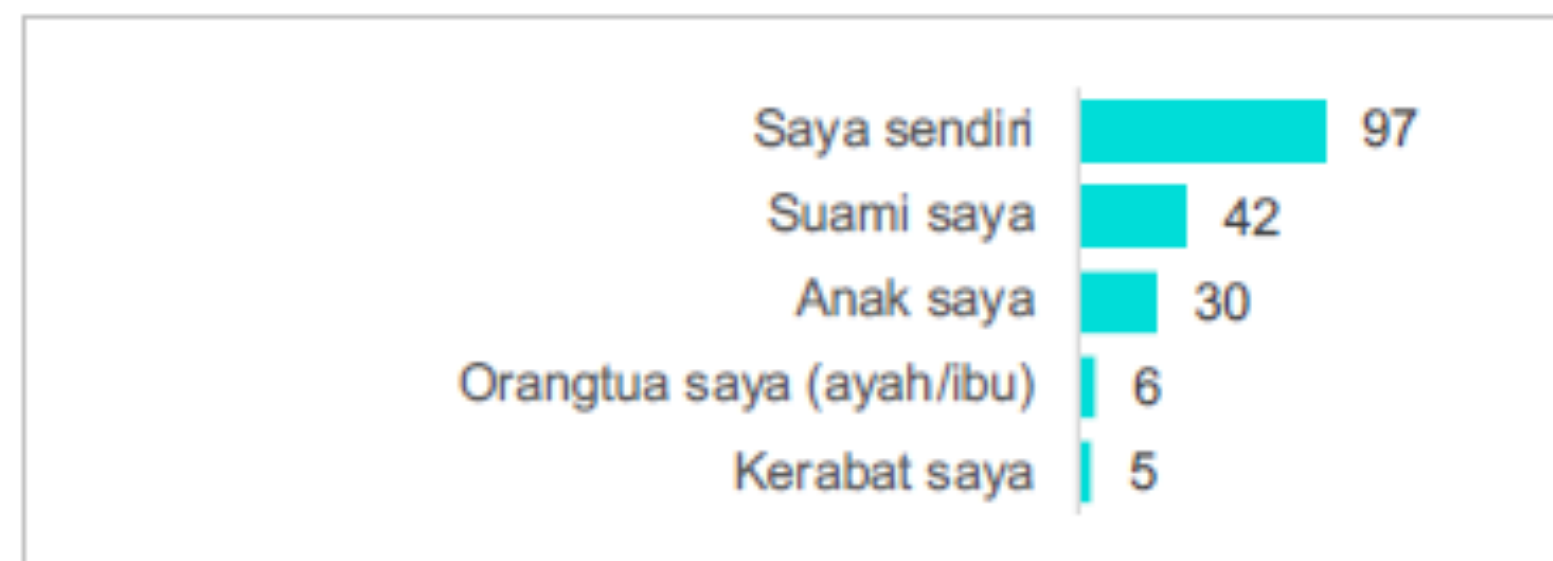 Saya sendiri 97
Suami saya 42
Anak saya 30
Orangtua saya (ayah/ibu) 6
Kerabat saya 5